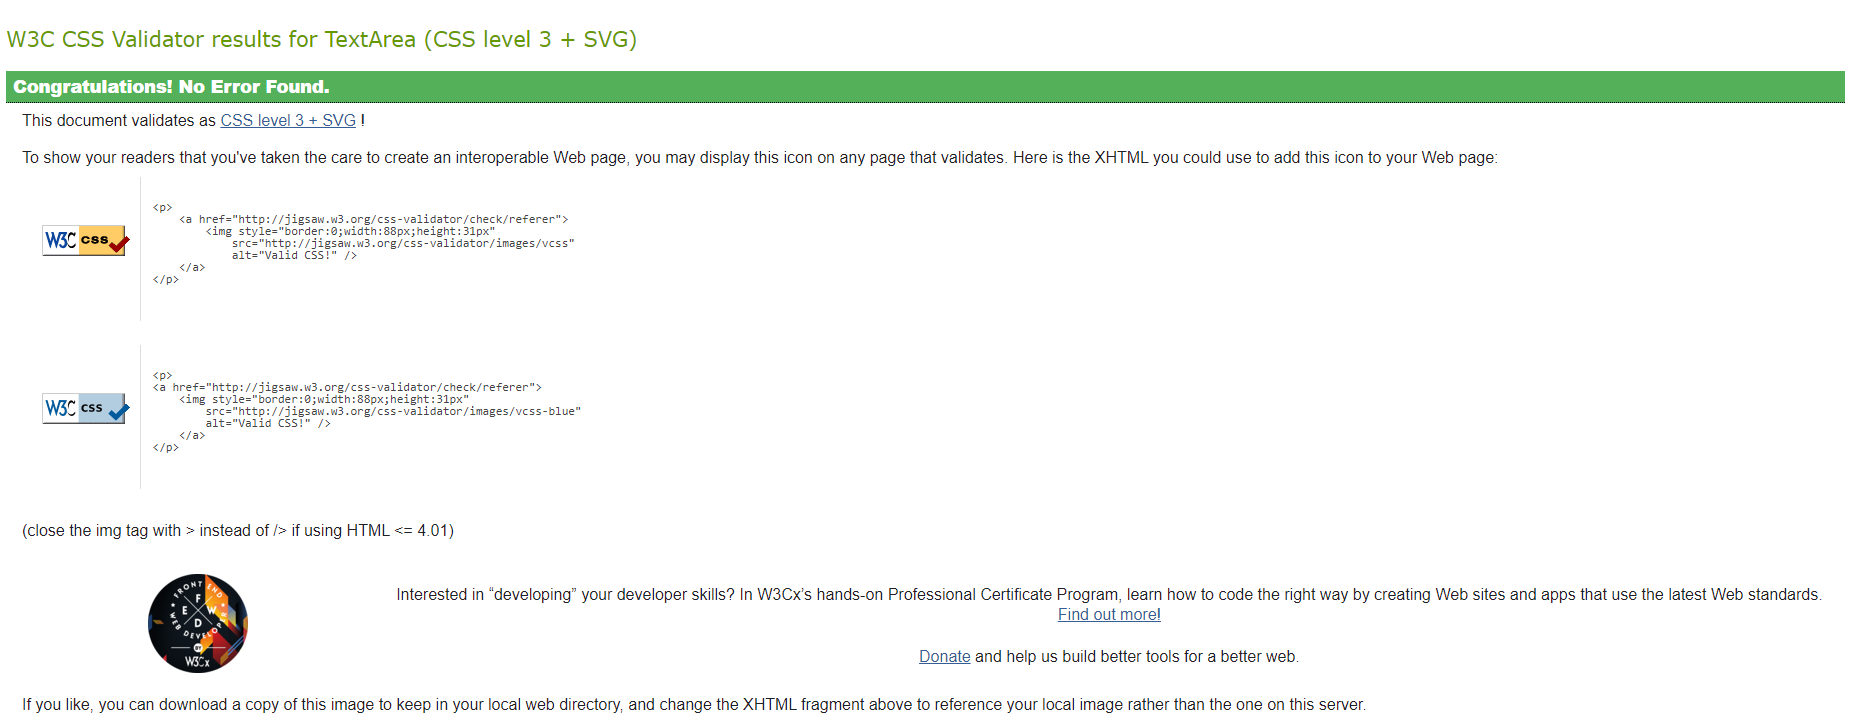 W3C CSS Validator results for TextArea (CSS level 3 + SVG)
Congratulations! No Error Found.
This document validates as CSS level 3 + SVG !
To show your readers that you've taken the care to create an interoperable Web page, you may display this icon on any page that validates. Here is the XHTML you could use to add this icon to your Web page:
W3C css
<p>
<a href="http://jigsaw.w3.org/css-validator/check/referer">
<img style="border:0;width:88px;height:31px"
src="http://jigsaw.w3.org/css-validator/images/vcss"
alt="Valid CSS!" />
</a>
</p>
W3C css
<p>
<a href="http://jigsaw.w3.org/css-validator/check/referer">
<img style="border:0;width:88px;height:31px"
src="http://jigsaw.w3.org/css-validator/images/vcss-blue"
alt="Valid CSS!" />
</a>
</p>
(close the img tag with > instead of /> if using HTML <= 4.01)
FRONT END
F
E W
D
WEB DEVELOPER
W3Cx
Interested in “developing” your developer skills? In W3Cx’s hands-on Professional Certificate Program, learn how to code the right way by creating Web sites and apps that use the latest Web standards.
Find out more!
Donate and help us build better tools for a better web.
If you like, you can download a copy of this image to keep in your local web directory, and change the XHTML fragment above to reference your local image rather than the one on this server.